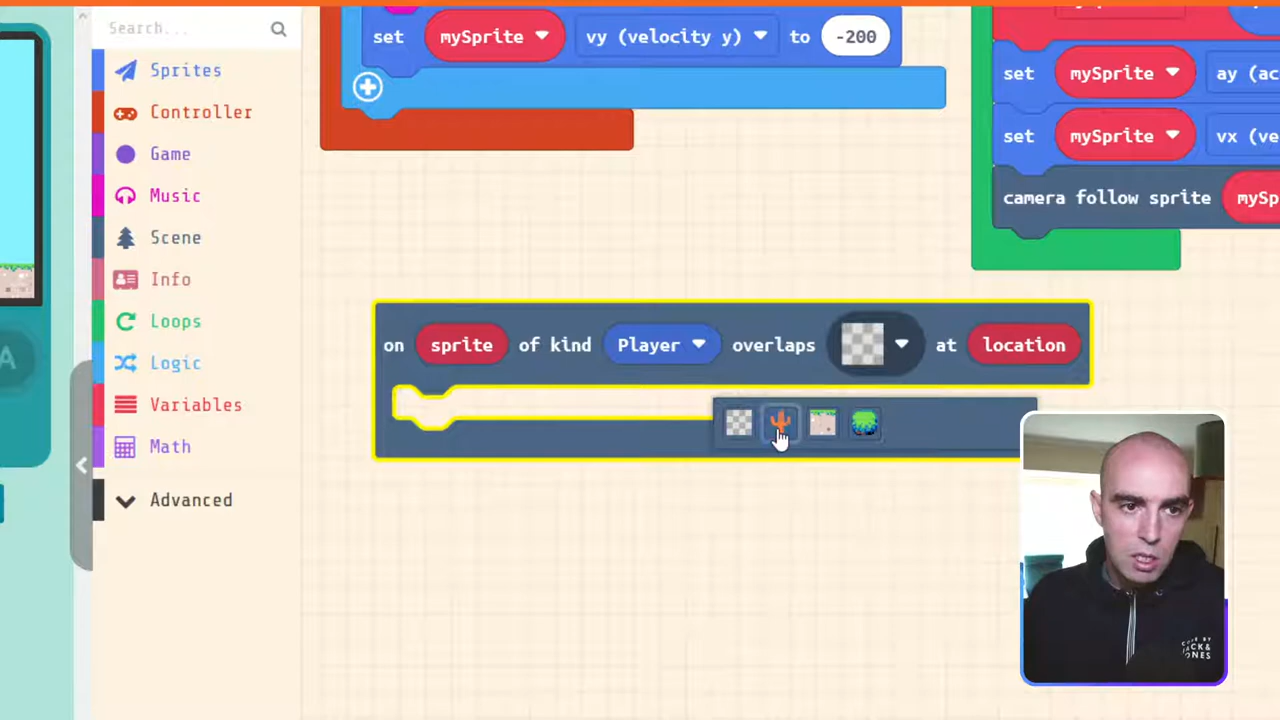 Search...
Sprites
Controller
Game
Music
Scene
Info
Loops
Logic
Variables
Math
Advanced
set mySprite vy (velocity y) to -200
set mySprite ay (ac
set mySprite vx (ve
camera follow sprite mySp
on sprite of kind Player overlaps at location
A